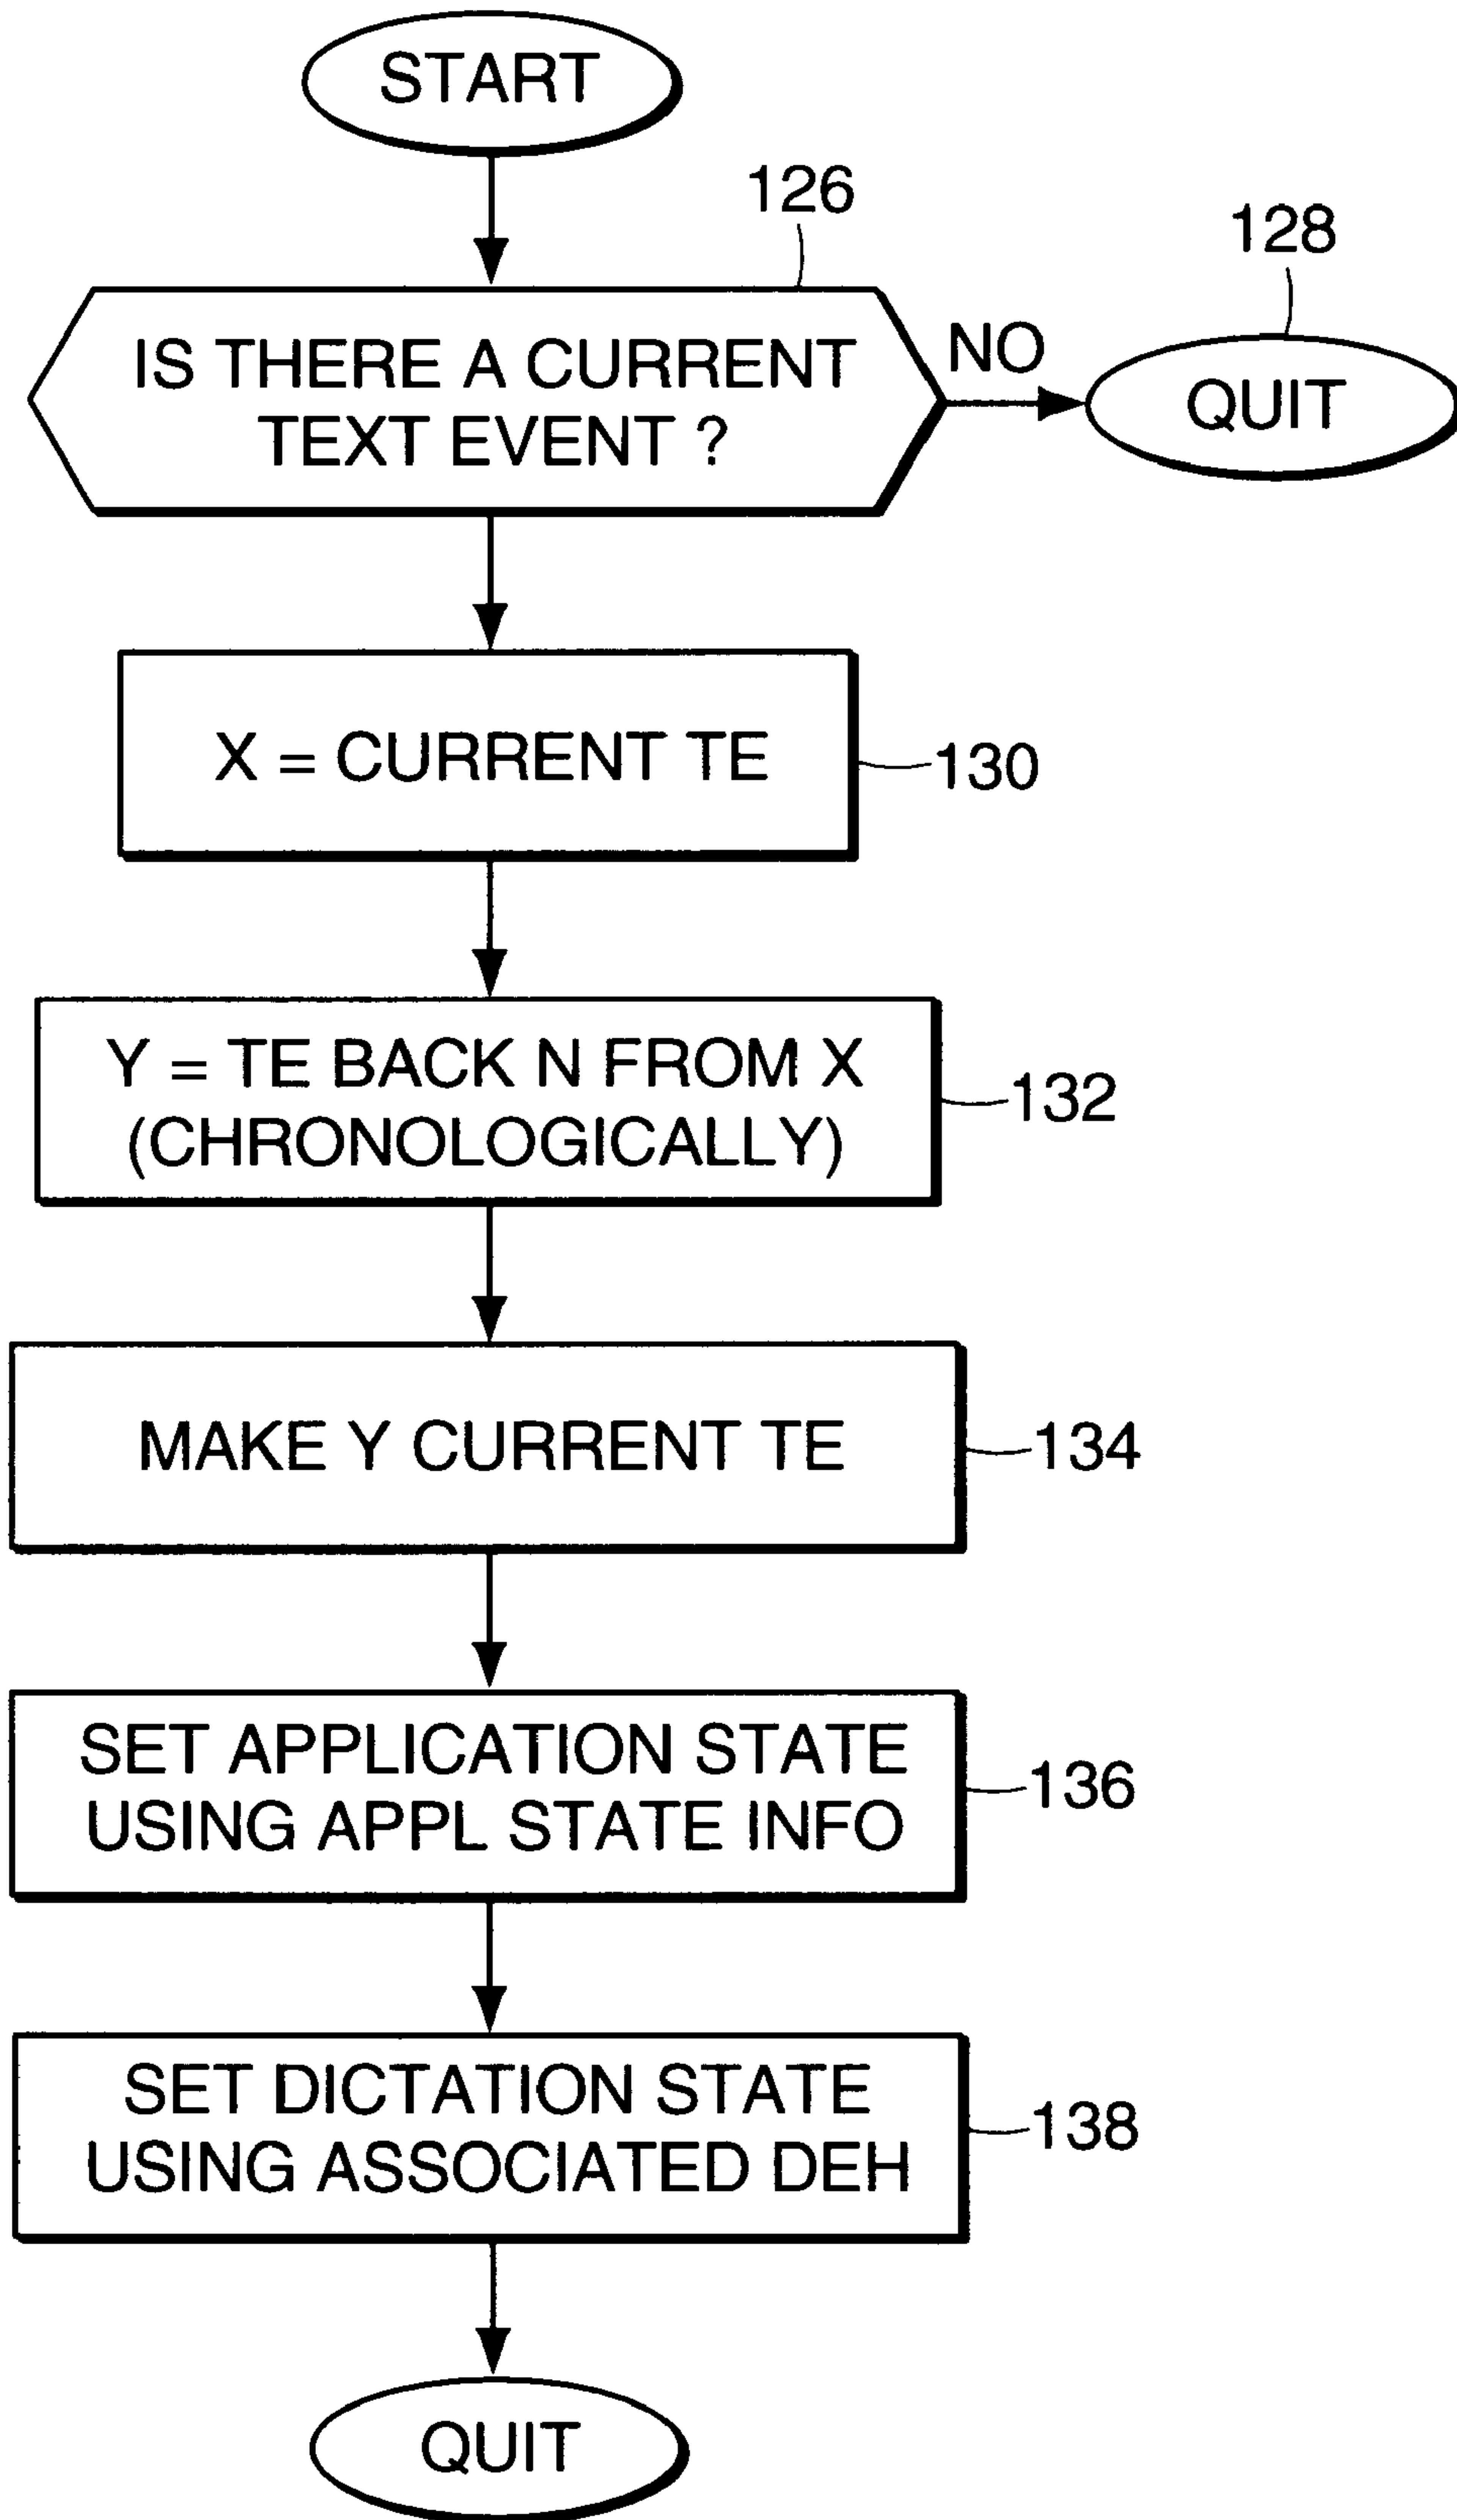 START
126
128
IS THERE A CURRENT
TEXT EVENT ?
NO
QUIT
X = CURRENT TE
130
Y = TE BACK N FROM X
(CHRONOLOGICALLY)
132
MAKE Y CURRENT TE
134
SET APPLICATION STATE
USING APPL STATE INFO
136
SET DICTATION STATE
USING ASSOCIATED DEH
138
QUIT